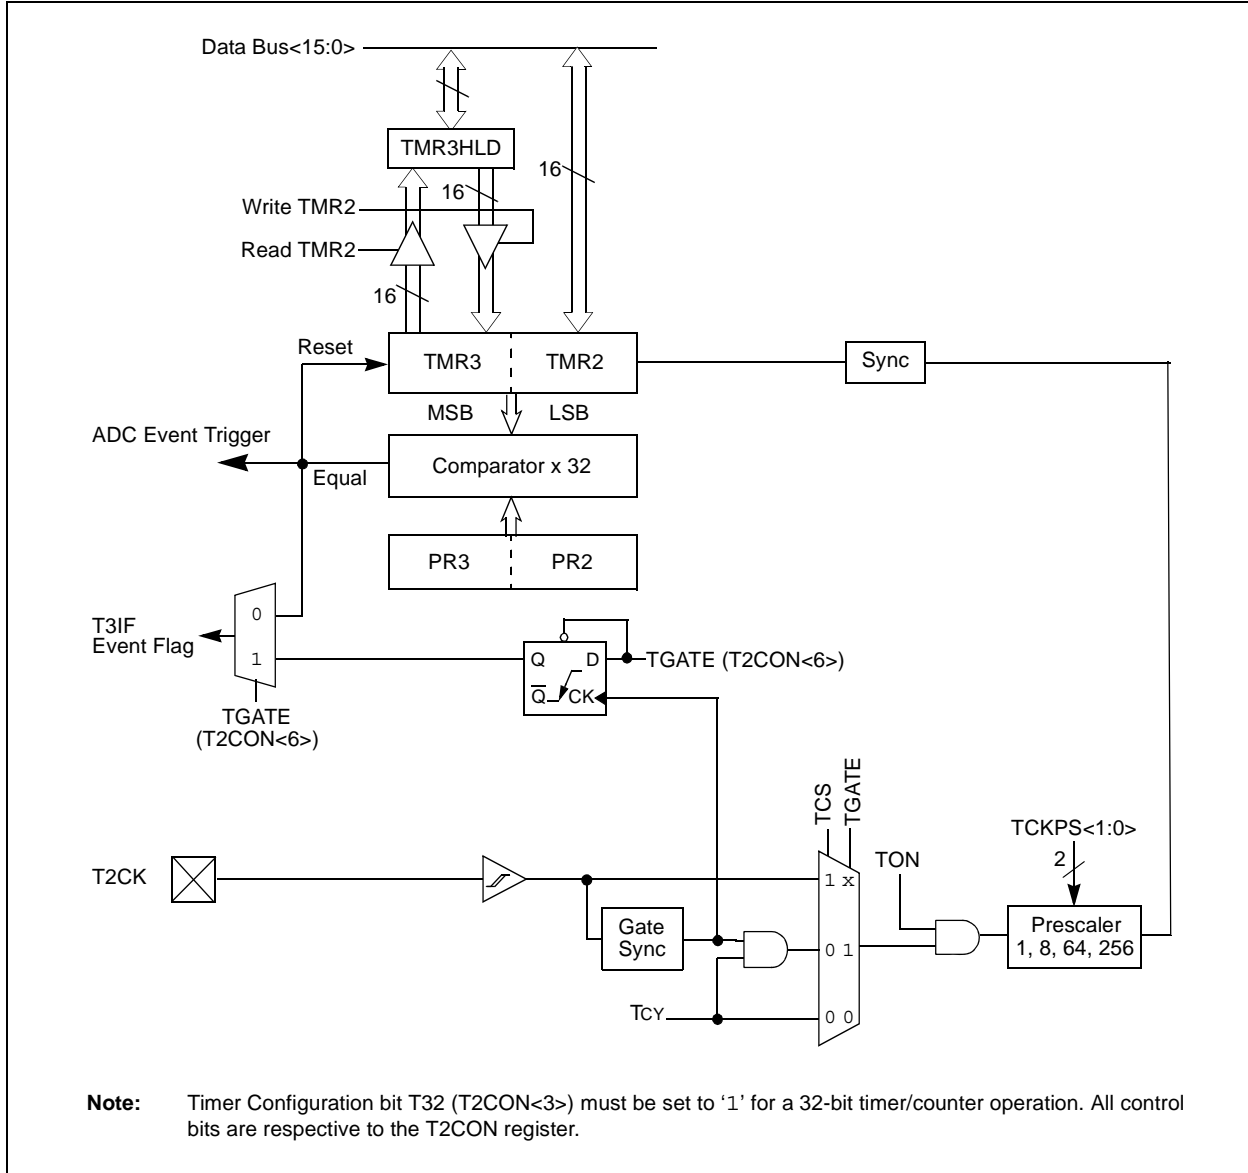 Data Bus<15:0>
TMR3HLD
16
16
Write TMR2
Read TMR2
16
Reset
TMR3
TMR2
Sync
MSB
LSB
ADC Event Trigger
Equal
Comparator x 32
PR3
PR2
0
1
T3IF
Event Flag
Q
D
Q
CK
TGATE (T2CON<6>)
TGATE
(T2CON<6>)
TCS
TGATE
TCKPS<1:0>
2
TON
T2CK
1 x
Gate
Sync
0 1
Prescaler
1, 8, 64, 256
TCY
0 0
Note: Timer Configuration bit T32 (T2CON<3>) must be set to ‘1’ for a 32-bit timer/counter operation. All control
bits are respective to the T2CON register.